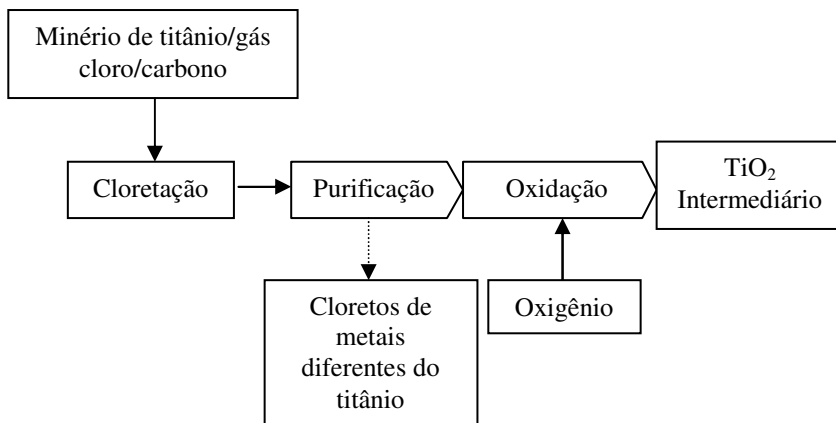 Minério de titânio/gás
cloro/carbono
Cloretação
Purificação
Oxidação
TiO₂
Intermediário
Cloretos de
metais
diferentes do
titânio
Oxigênio